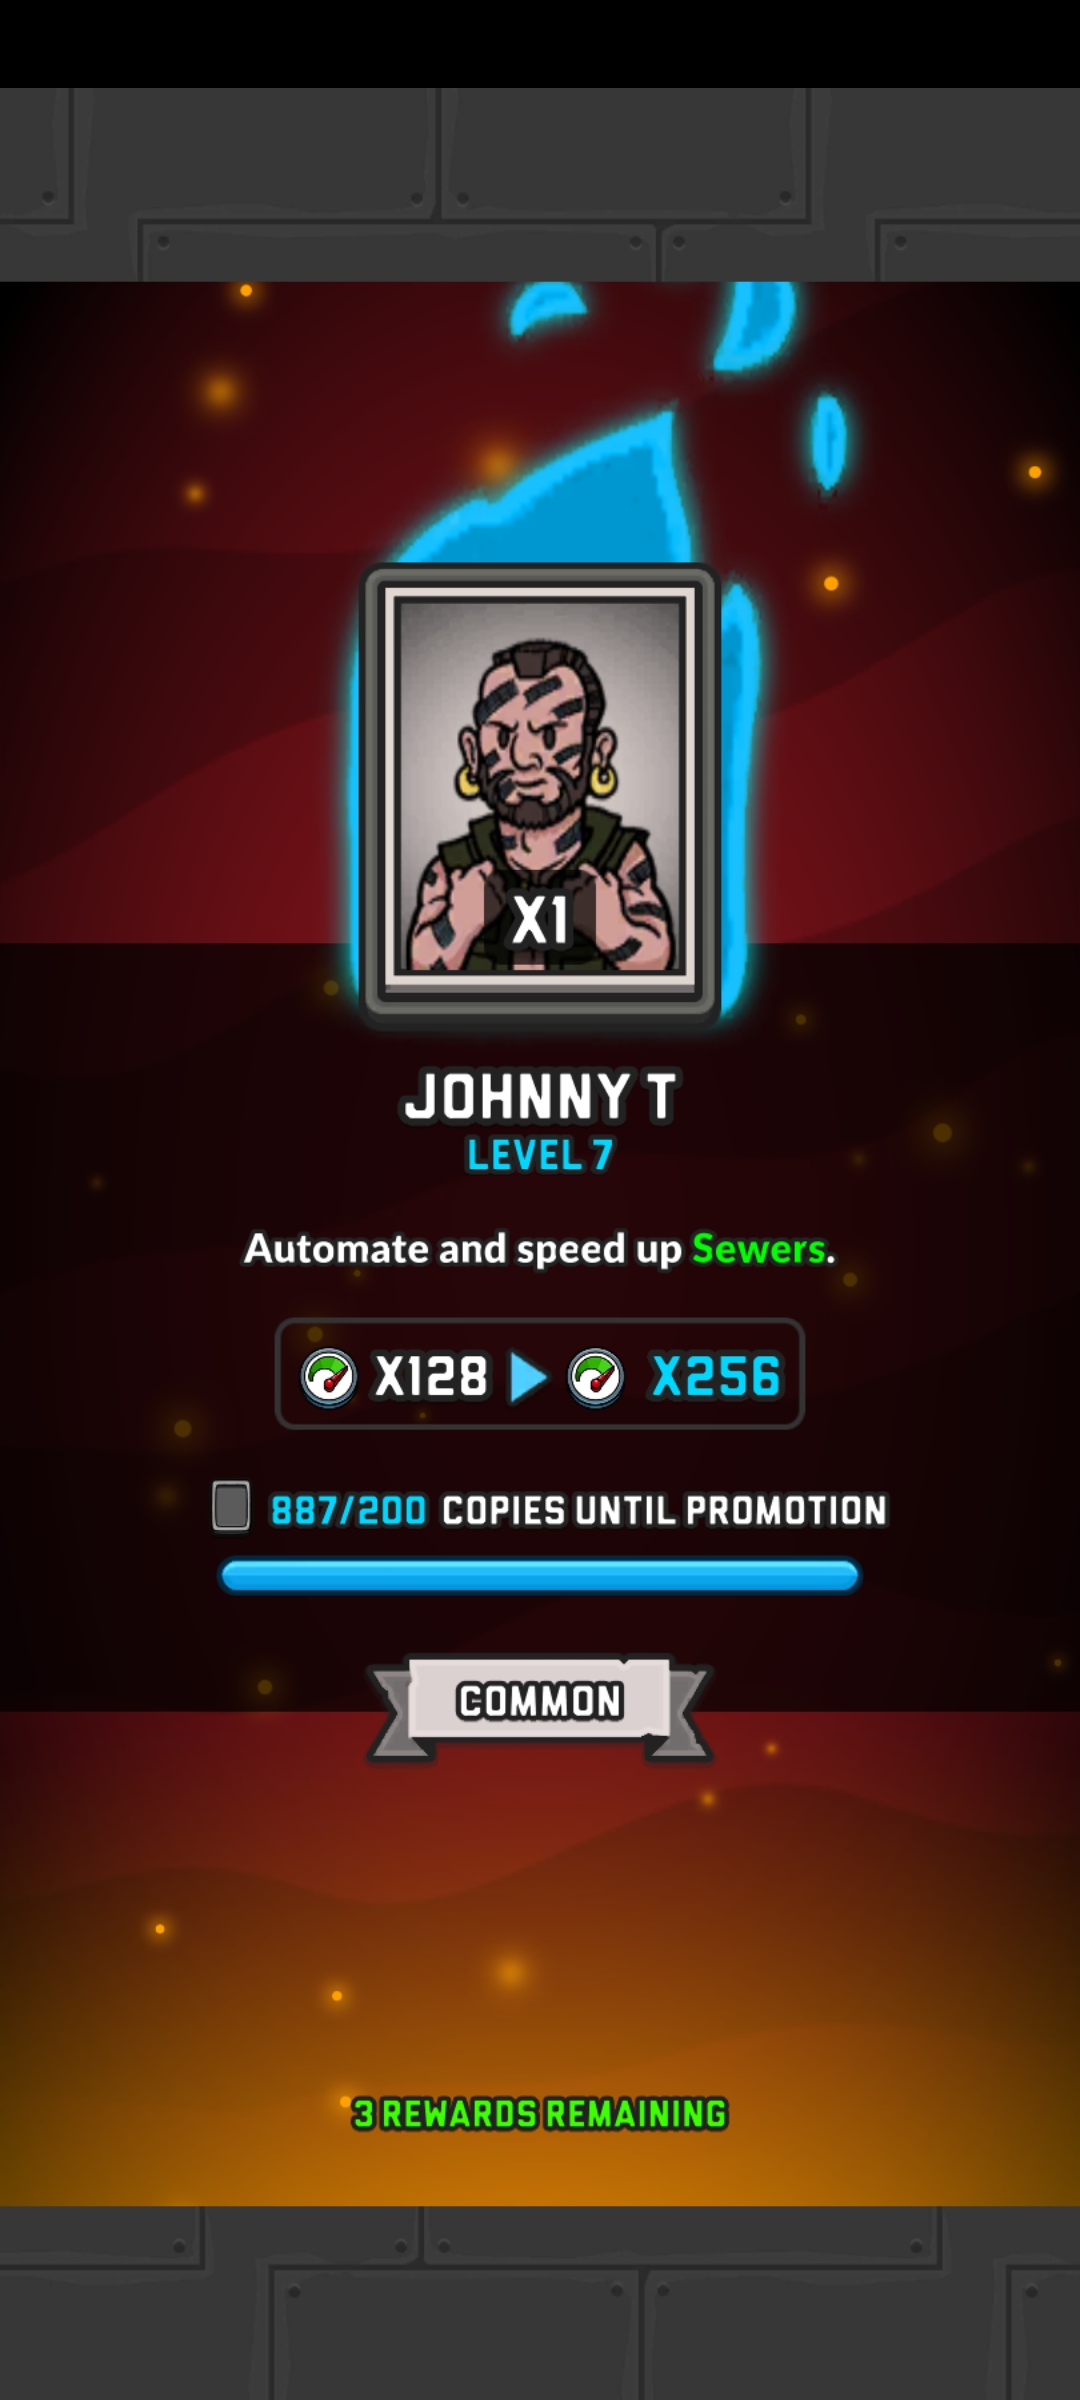 X1
JOHNNY T
LEVEL 7
Automate and speed up Sewers.
X128 X256
887/200 COPIES UNTIL PROMOTION
COMMON
3 REWARDS REMAINING